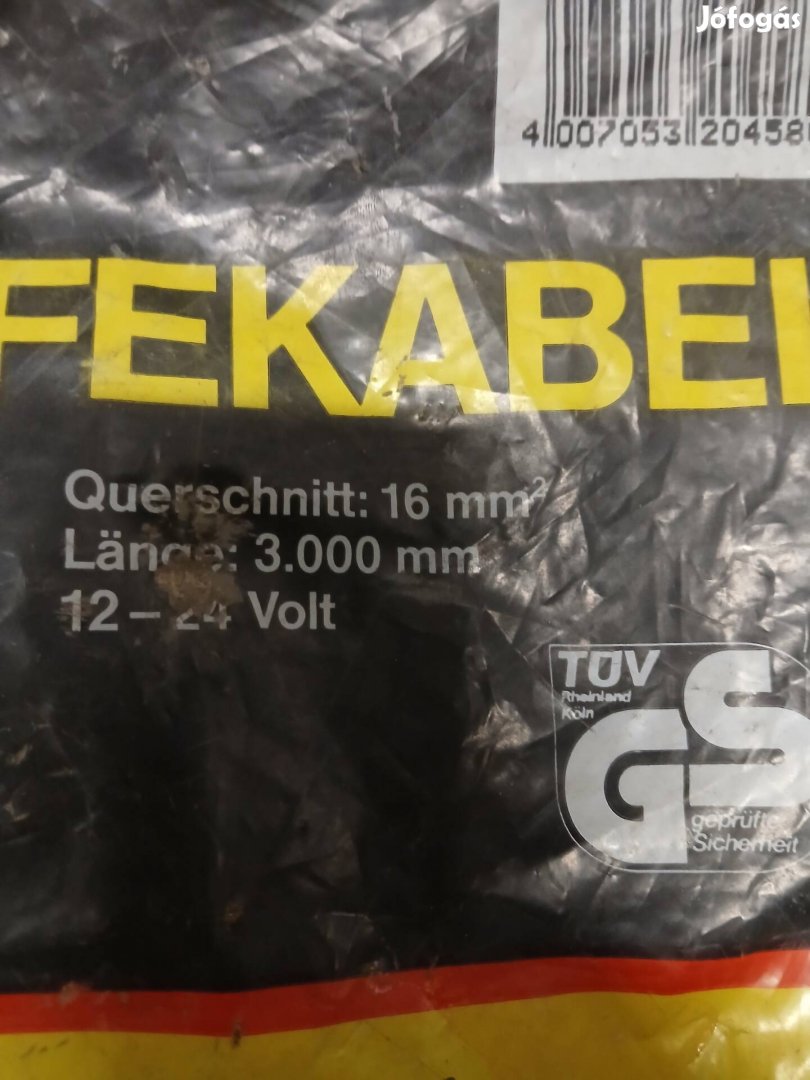 Jófogás
4 007053 20458
FEKABEL
Querschnitt: 16 mm²
Länge: 3.000 mm
12 – 24 Volt
TÜV
Rheinland
Köln
GS
geprüfte
Sicherheit